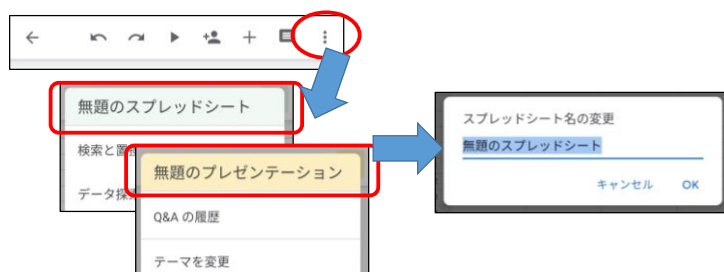 無題のスプレッドシート
検索と置換
データ探索
無題のプレゼンテーション
Q&A の履歴
テーマを変更
スプレッドシート名の変更
無題のスプレッドシート
キャンセル OK